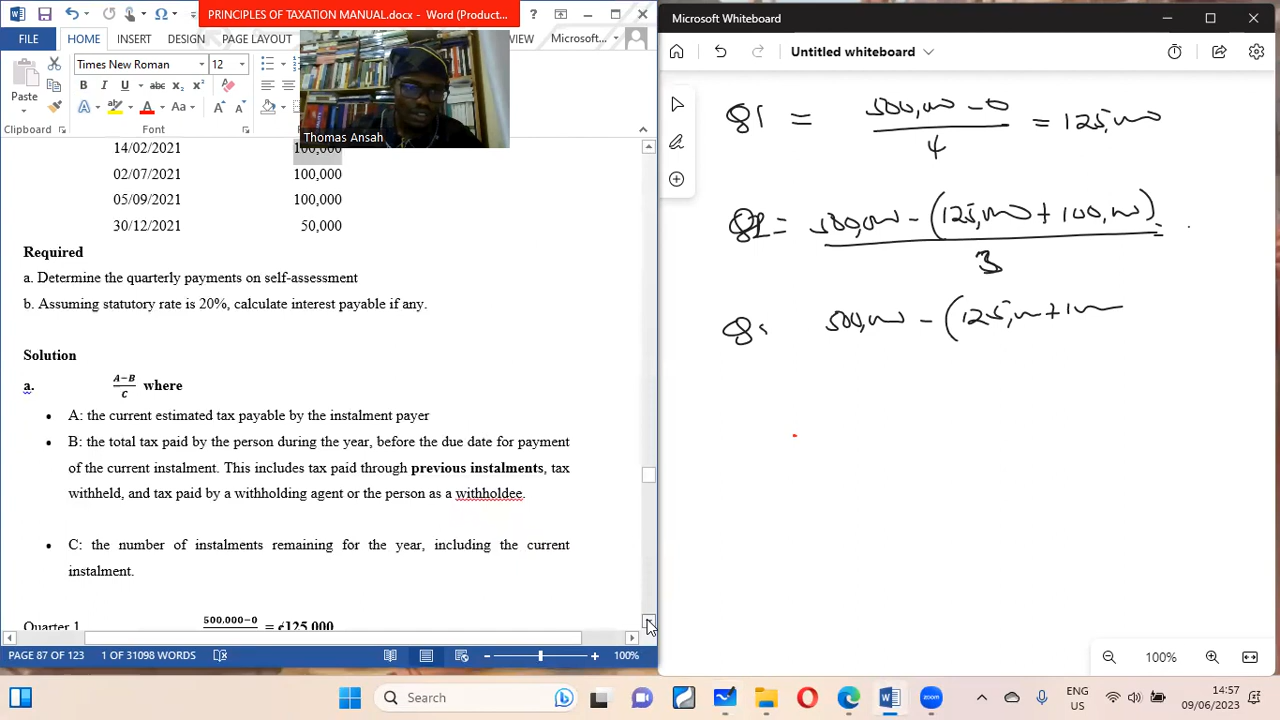 PRINCIPLES OF TAXATION MANUAL.docx - Word (Product...
FILE HOME INSERT DESIGN PAGE LAYOUT VIEW Microsoft...
Times New Roman 12
Paste
B I U abc x₂ x²
Clipboard Font
Thomas Ansah
14/02/2021 100,000
02/07/2021 100,000
05/09/2021 100,000
30/12/2021 50,000
Required
a. Determine the quarterly payments on self-assessment
b. Assuming statutory rate is 20%, calculate interest payable if any.
Solution
a. A−B/C where
• A: the current estimated tax payable by the instalment payer
• B: the total tax paid by the person during the year, before the due date for payment
of the current instalment. This includes tax paid through previous instalments, tax
withheld, and tax paid by a withholding agent or the person as a withholdee.
• C: the number of instalments remaining for the year, including the current
instalment.
Quarter 1 500,000−0 = ¢125,000
PAGE 87 OF 123 1 OF 31098 WORDS 100%
Microsoft Whiteboard
Untitled whiteboard
Q1 = 500,000 - 0 = 125,000
4
= 500,000 - (125,000 + 100,000) =
3
500,000 - (125,000 + 100
100%
Search
ENG
US
14:57
09/06/2023